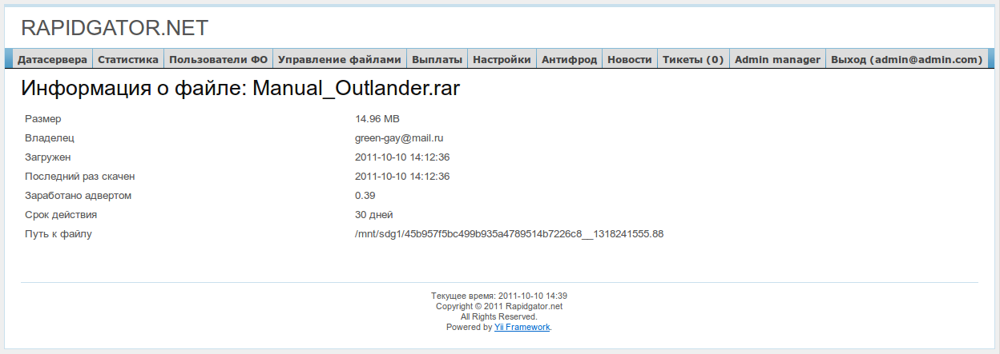 RAPIDGATOR.NET
Датасервера Статистика Пользователи ФО Управление файлами Выплаты Настройки Антифрод Новости Тикеты (0) Admin manager Выход (admin@admin.com)
Информация о файле: Manual_Outlander.rar
Размер 14.96 MB
Владелец green-gay@mail.ru
Загружен 2011-10-10 14:12:36
Последний раз скачен 2011-10-10 14:12:36
Заработано адвертом 0.39
Срок действия 30 дней
Путь к файлу /mnt/sdg1/45b957f5bc499b935a4789514b7226c8__1318241555.88
Текущее время: 2011-10-10 14:39
Copyright © 2011 Rapidgator.net
All Rights Reserved.
Powered by Yii Framework.